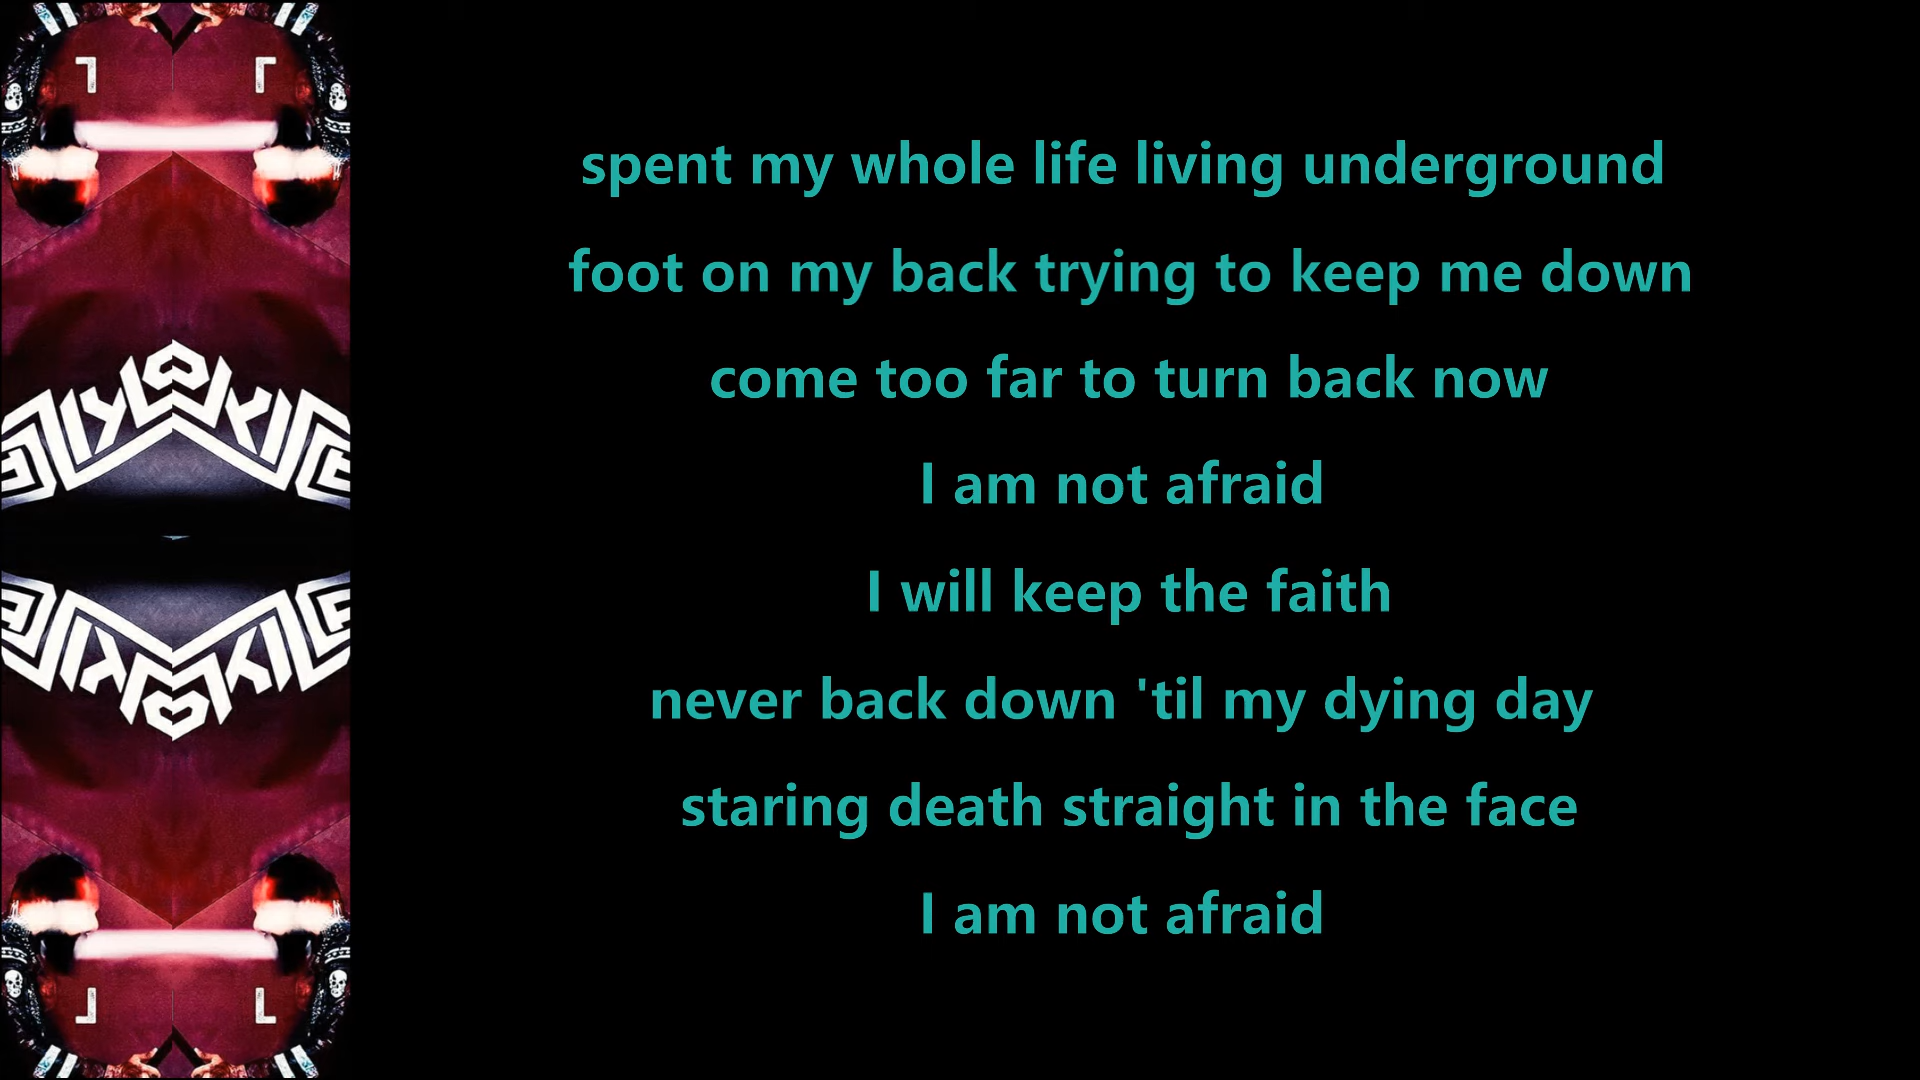 spent my whole life living underground
foot on my back trying to keep me down
come too far to turn back now
I am not afraid
I will keep the faith
never back down 'til my dying day
staring death straight in the face
I am not afraid